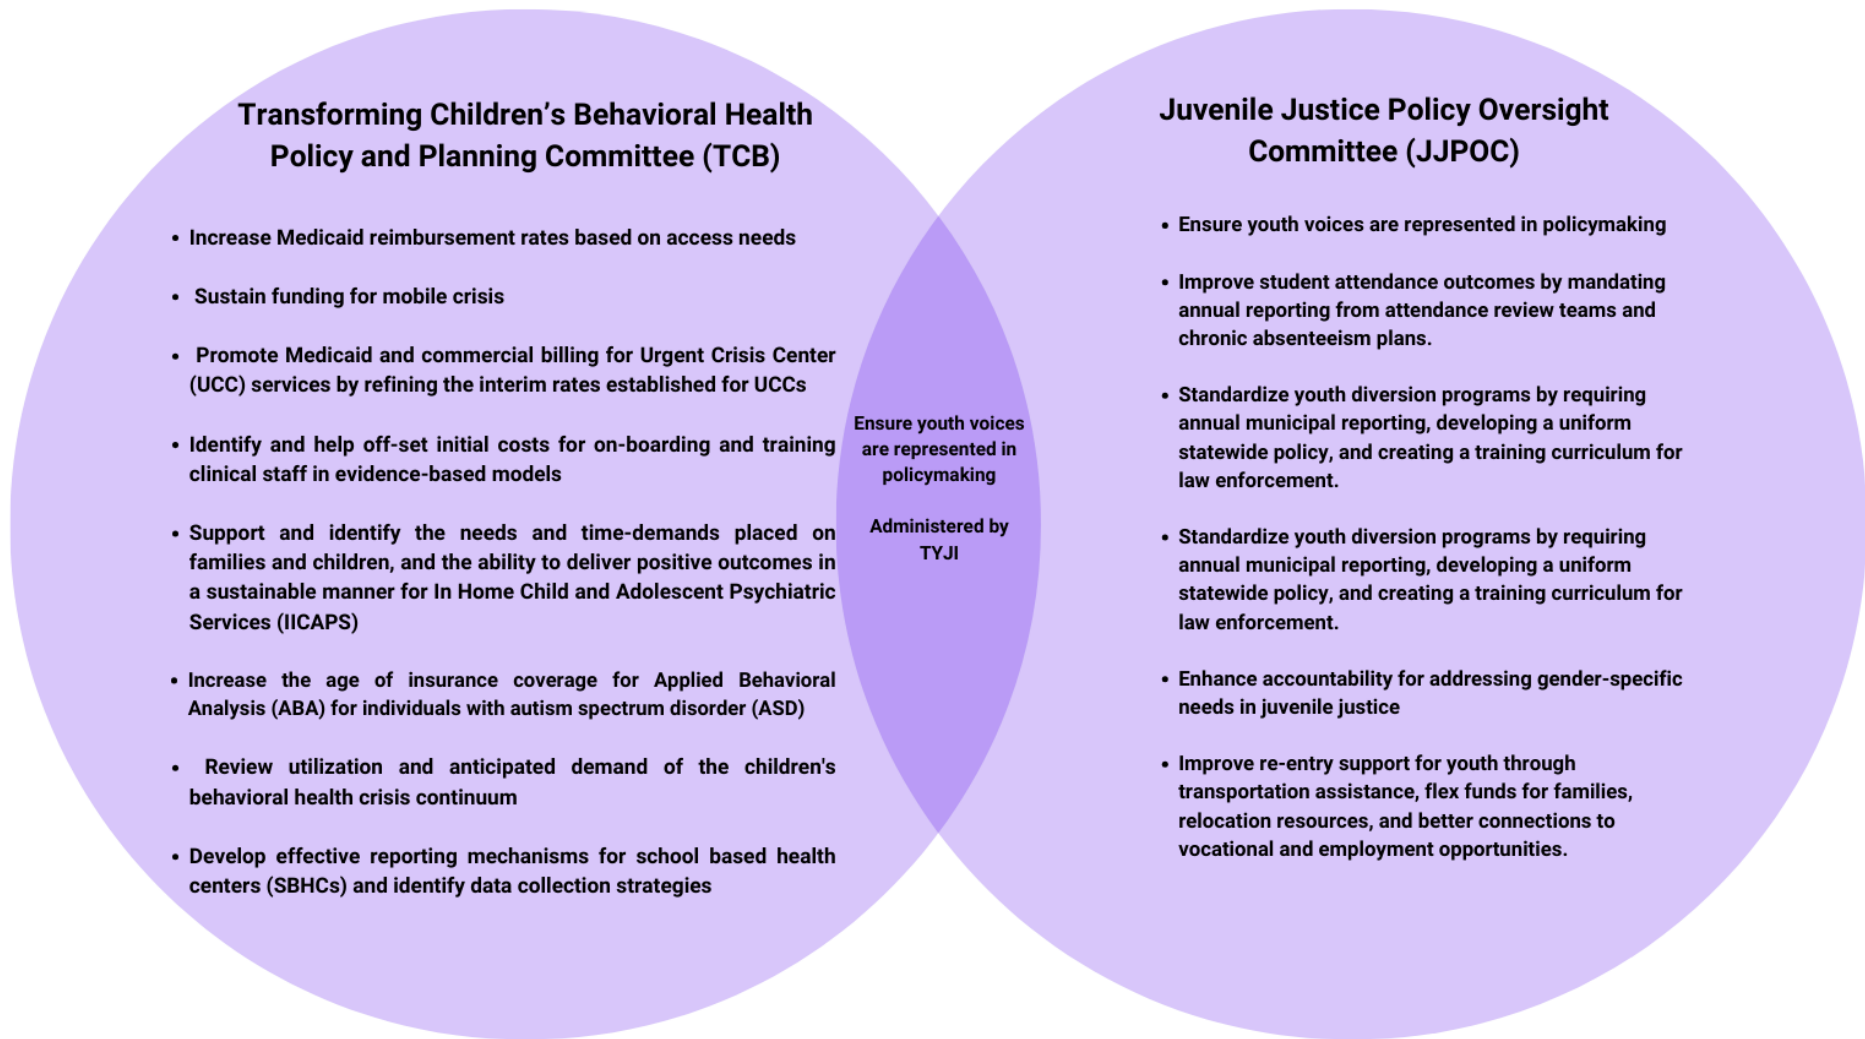 Transforming Children’s Behavioral Health
Policy and Planning Committee (TCB)
• Increase Medicaid reimbursement rates based on access needs
• Sustain funding for mobile crisis
• Promote Medicaid and commercial billing for Urgent Crisis Center
(UCC) services by refining the interim rates established for UCCs
• Identify and help off-set initial costs for on-boarding and training
clinical staff in evidence-based models
• Support and identify the needs and time-demands placed on
families and children, and the ability to deliver positive outcomes in
a sustainable manner for In Home Child and Adolescent Psychiatric
Services (IICAPS)
• Increase the age of insurance coverage for Applied Behavioral
Analysis (ABA) for individuals with autism spectrum disorder (ASD)
• Review utilization and anticipated demand of the children's
behavioral health crisis continuum
• Develop effective reporting mechanisms for school based health
centers (SBHCs) and identify data collection strategies
Ensure youth voices
are represented in
policymaking
Administered by
TYJI
Juvenile Justice Policy Oversight
Committee (JJPOC)
• Ensure youth voices are represented in policymaking
• Improve student attendance outcomes by mandating
annual reporting from attendance review teams and
chronic absenteeism plans.
• Standardize youth diversion programs by requiring
annual municipal reporting, developing a uniform
statewide policy, and creating a training curriculum for
law enforcement.
• Standardize youth diversion programs by requiring
annual municipal reporting, developing a uniform
statewide policy, and creating a training curriculum for
law enforcement.
• Enhance accountability for addressing gender-specific
needs in juvenile justice
• Improve re-entry support for youth through
transportation assistance, flex funds for families,
relocation resources, and better connections to
vocational and employment opportunities.